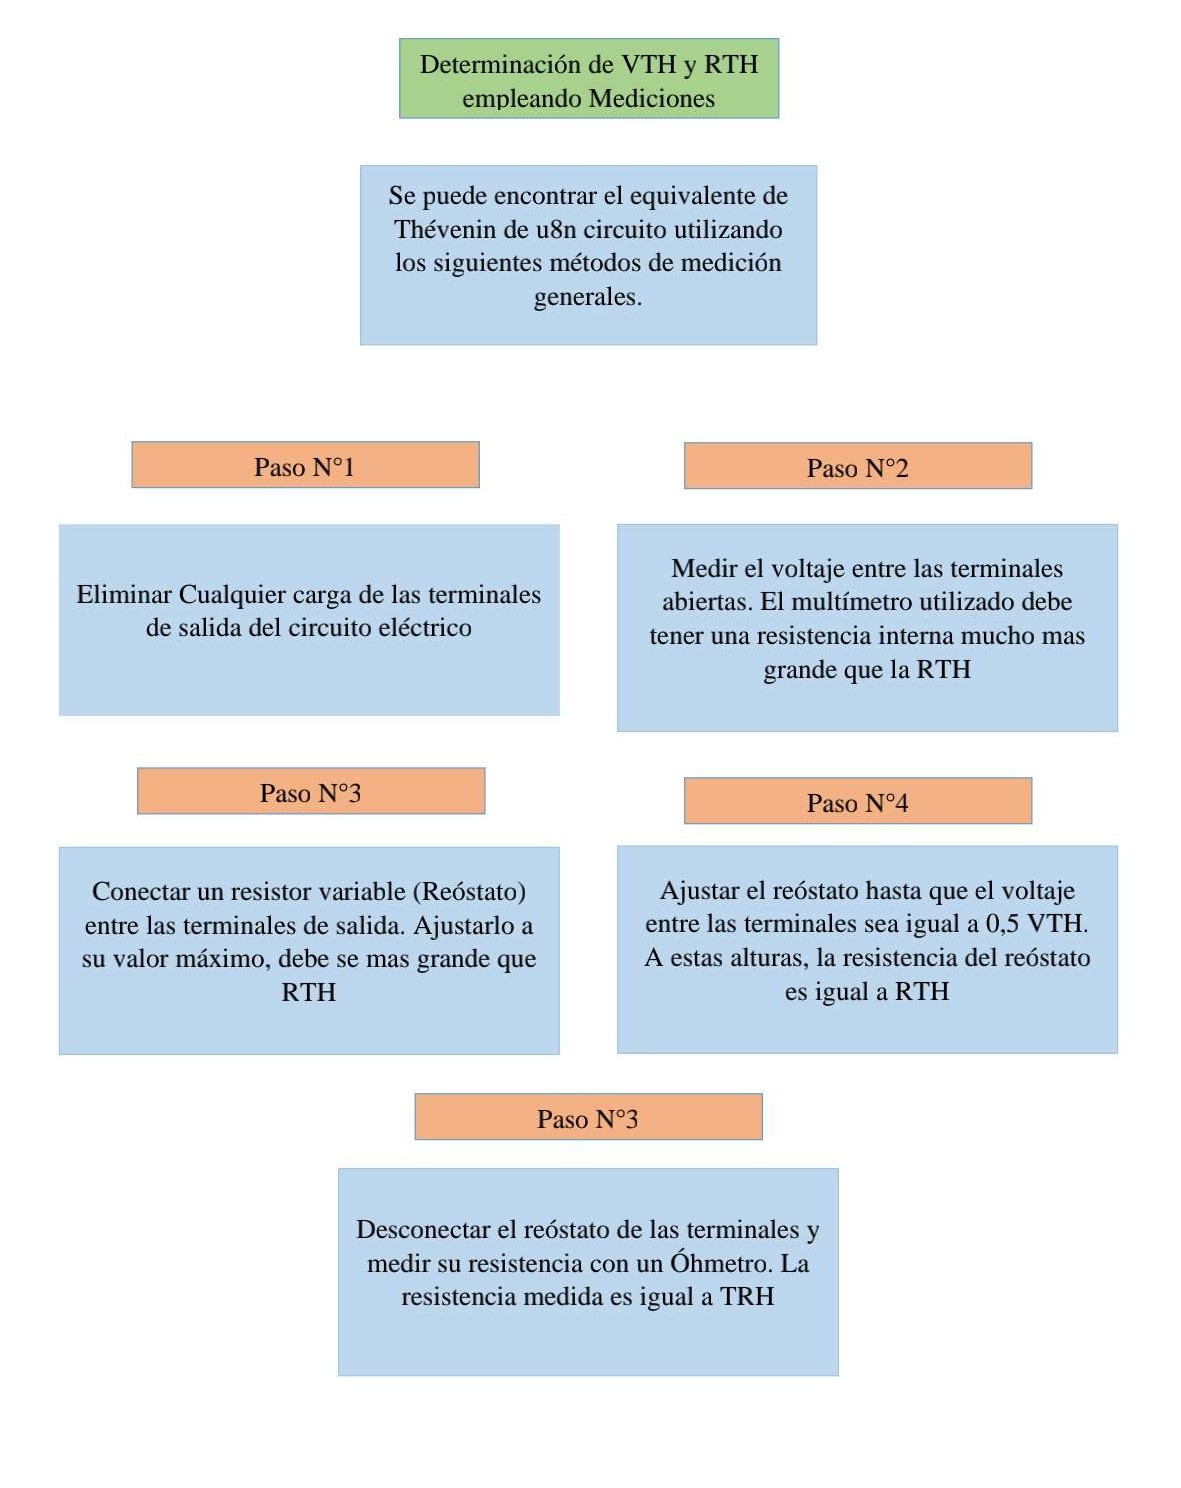 Determinación de VTH y RTH
empleando Mediciones
Se puede encontrar el equivalente de
Thévenin de u8n circuito utilizando
los siguientes métodos de medición
generales.
Paso N°1
Eliminar Cualquier carga de las terminales
de salida del circuito eléctrico
Paso N°2
Medir el voltaje entre las terminales
abiertas. El multímetro utilizado debe
tener una resistencia interna mucho mas
grande que la RTH
Paso N°3
Conectar un resistor variable (Reóstato)
entre las terminales de salida. Ajustarlo a
su valor máximo, debe se mas grande que
RTH
Paso N°4
Ajustar el reóstato hasta que el voltaje
entre las terminales sea igual a 0,5 VTH.
A estas alturas, la resistencia del reóstato
es igual a RTH
Paso N°3
Desconectar el reóstato de las terminales y
medir su resistencia con un Óhmetro. La
resistencia medida es igual a TRH